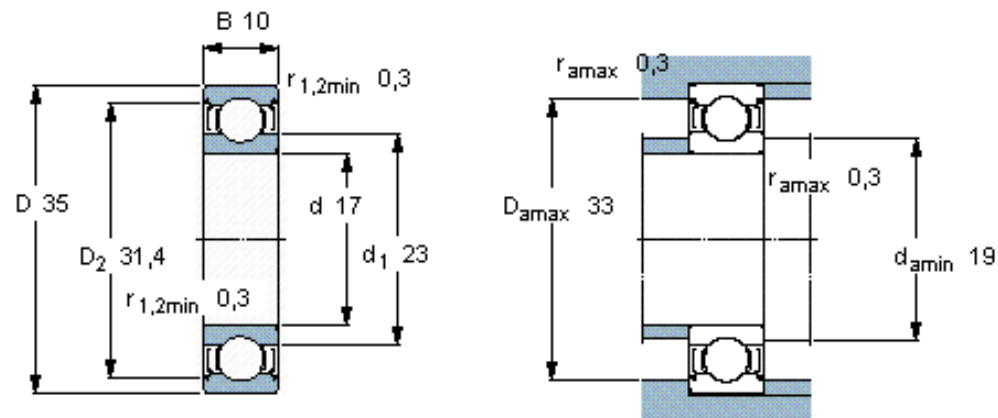 B 10
r1,2min 0,3
D 35
D2 31,4
d 17
d1 23
r1,2min 0,3
ramax 0,3
ramax 0,3
Damax 33
damin 19